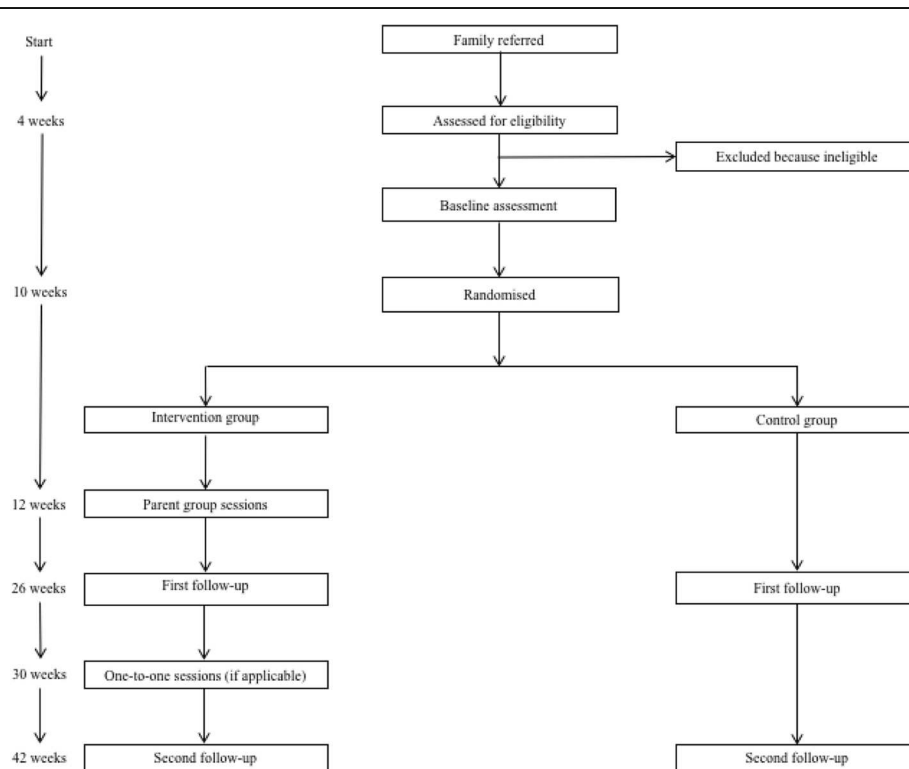 Start
Family referred
4 weeks
Assessed for eligibility
Excluded because ineligible
Baseline assessment
10 weeks
Randomised
Intervention group
Control group
12 weeks
Parent group sessions
26 weeks
First follow-up
First follow-up
30 weeks
One-to-one sessions (if applicable)
42 weeks
Second follow-up
Second follow-up